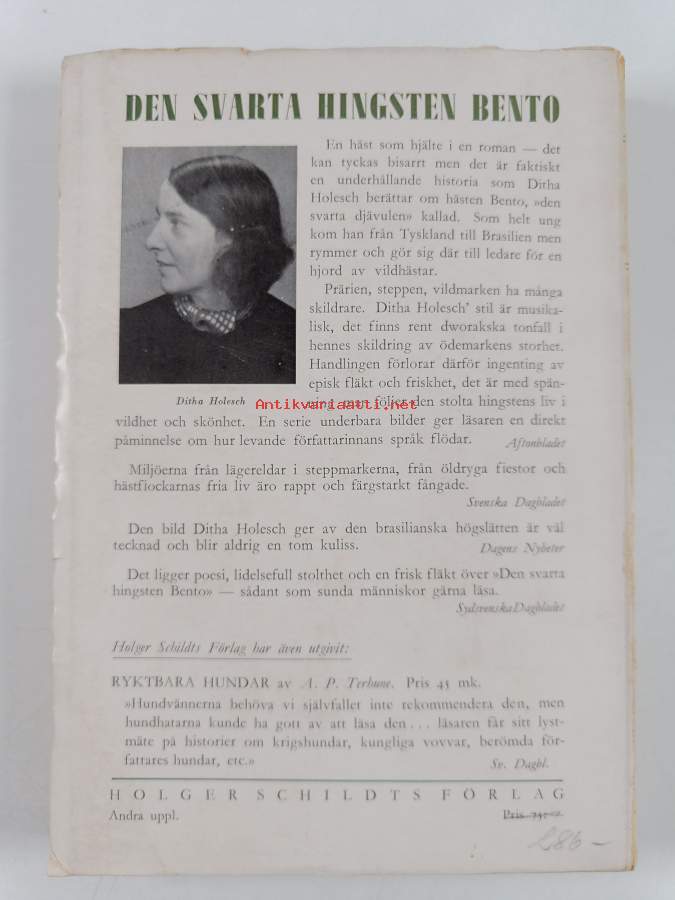 DEN SVARTA HINGSTEN BENTO
En häst som hjälte i en roman — det
kan tyckas bisarrt men det är faktiskt
en underhållande historia som Ditha
Holesch berättar om hästen Bento, »den
svarta djävulen» kallad. Som helt ung
kom han från Tyskland till Brasilien men
rymmer och gör sig där till ledare för en
hjord av vildhästar.
Prärien, steppen, vildmarken ha många
skildrare. Ditha Holesch' stil är musika-
lisk, det finns rent dworakska tonfall i
hennes skildring av ödemarkens storhet.
Handlingen förlorar därför ingenting av
episk fläkt och friskhet, det är med spän-
ning man följer den stolta hingstens liv i
Ditha Holesch
Antikvariaatti.net
vildhet och skönhet. En serie underbara bilder ger läsaren en direkt
påminnelse om hur levande författarinnans språk flödar. Aftonbladet
Miljöerna från lägereldar i steppmarkerna, från öldryga fiestor och
hästflockarnas fria liv äro rappt och färgstarkt fångade.
Svenska Dagbladet
Den bild Ditha Holesch ger av den brasilianska högslätten är väl
tecknad och blir aldrig en tom kuliss. Dagens Nyheter
Det ligger poesi, lidelsefull stolthet och en frisk fläkt över »Den svarta
hingsten Bento» — sådant som sunda människor gärna läsa.
Sydsvenska Dagbladet
Holger Schildts Förlag har även utgivit:
RYKTBARA HUNDAR av A. P. Terhune. Pris 45 mk.
»Hundvännerna behöva vi självfallet inte rekommendera den, men
hundhatarna kunde ha gott av att läsa den... läsaren får sitt lyst-
mäte på historier om krigshundar, kungliga vovvar, berömda för-
fattares hundar, etc.» Sv. Dagbl.
HOLGER SCHILDTS FÖRLAG
Andra uppl. Pris
286-